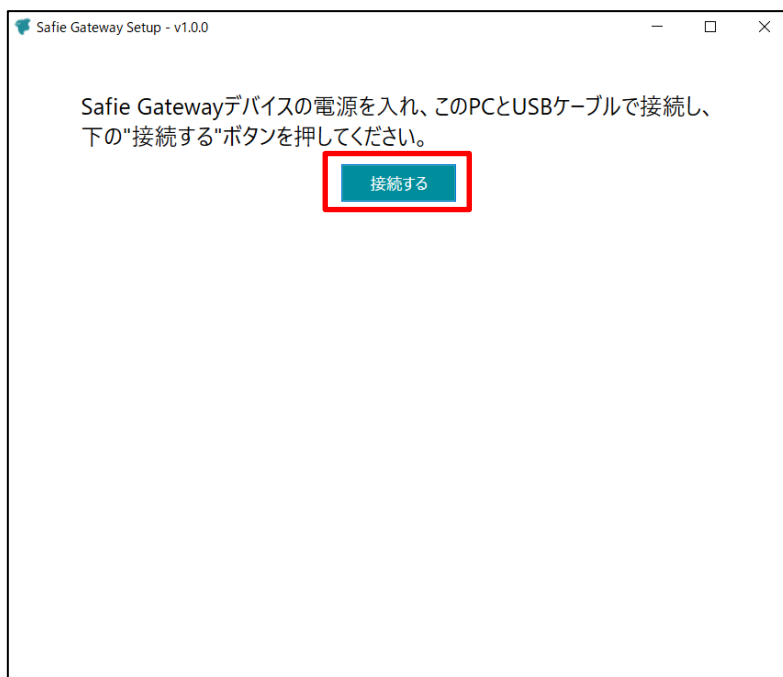 Safie Gateway Setup - v1.0.0
Safie Gatewayデバイスの電源を入れ、このPCとUSBケーブルで接続し、
下の"接続する"ボタンを押してください。
接続する